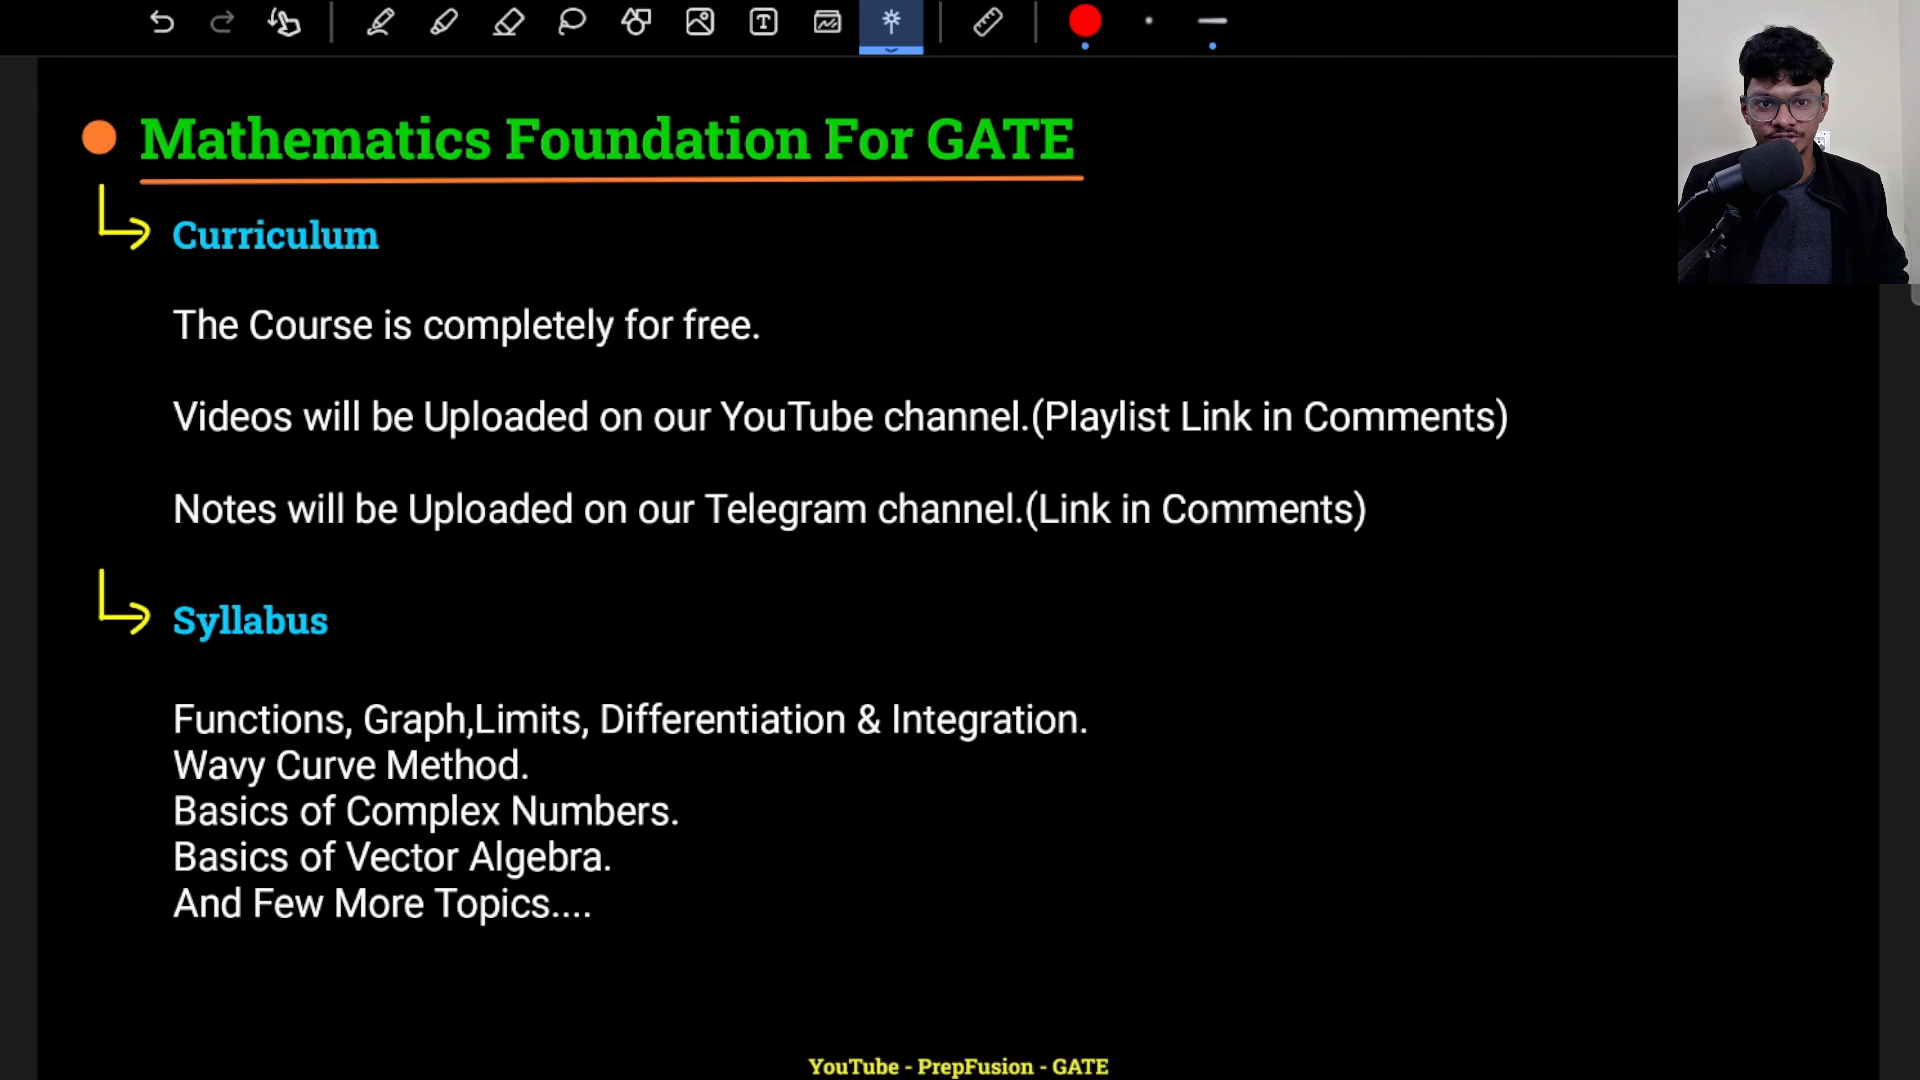 Mathematics Foundation For GATE
Curriculum
The Course is completely for free.
Videos will be Uploaded on our YouTube channel.(Playlist Link in Comments)
Notes will be Uploaded on our Telegram channel.(Link in Comments)
Syllabus
Functions, Graph,Limits, Differentiation & Integration.
Wavy Curve Method.
Basics of Complex Numbers.
Basics of Vector Algebra.
And Few More Topics....
YouTube - PrepFusion - GATE